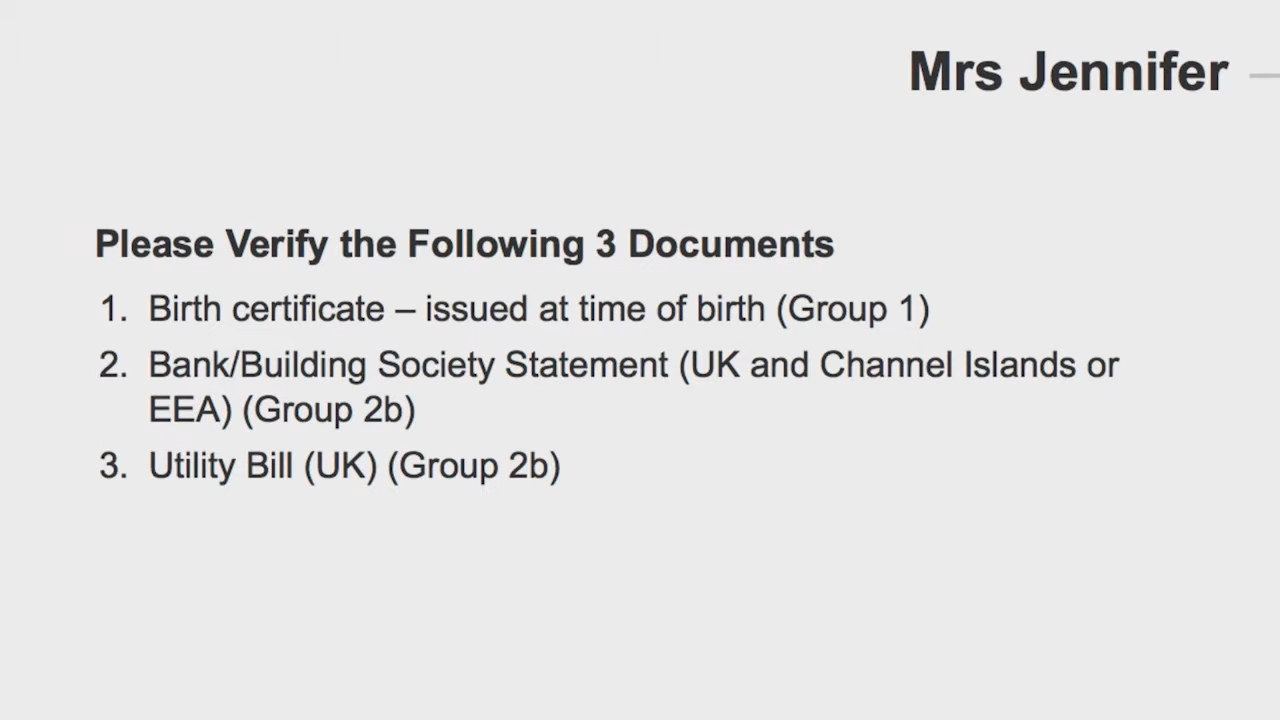 Mrs Jennifer
Please Verify the Following 3 Documents
1. Birth certificate – issued at time of birth (Group 1)
2. Bank/Building Society Statement (UK and Channel Islands or
EEA) (Group 2b)
3. Utility Bill (UK) (Group 2b)